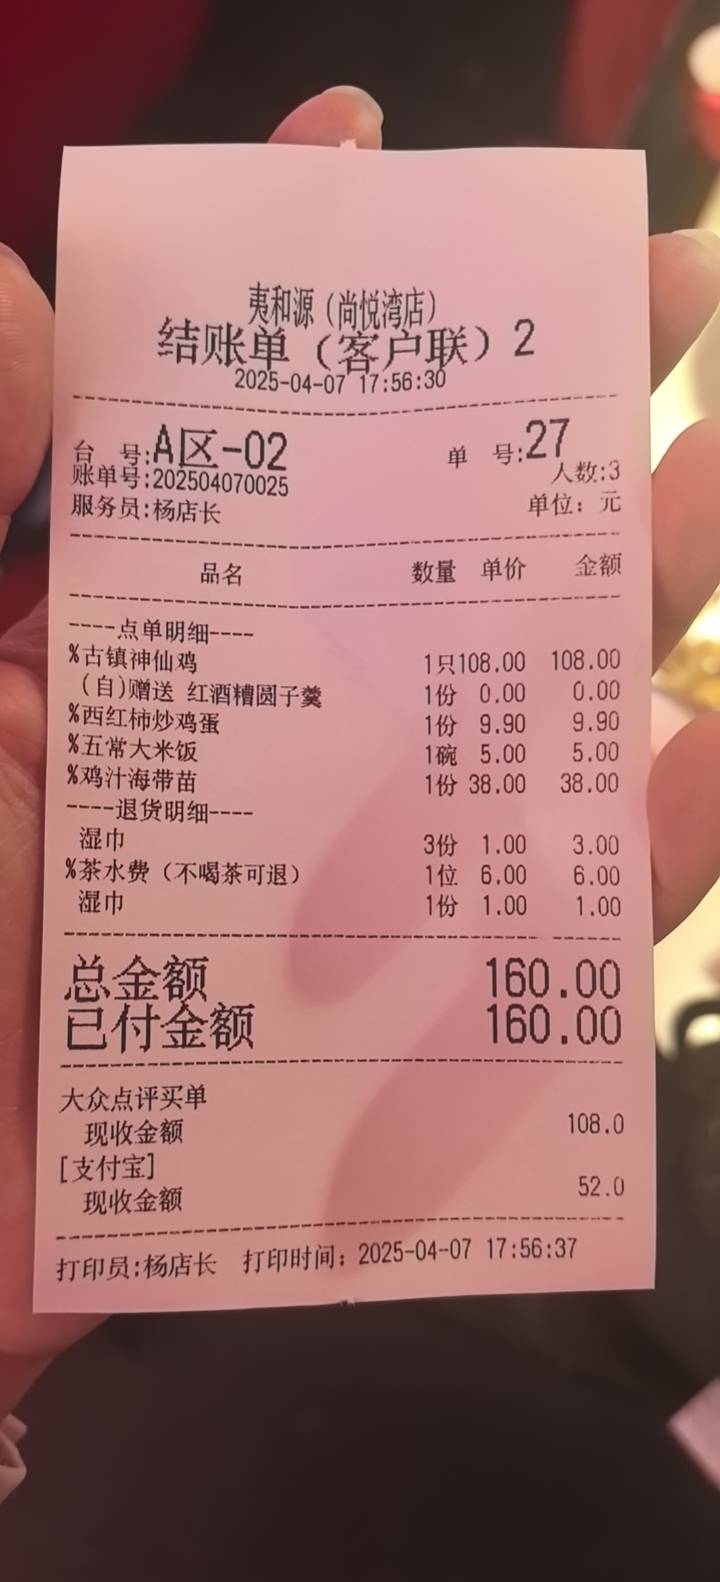 夷和源（尚悦湾店）
结账单（客户联）2
2025-04-07 17:56:30
台 号:A区-02 单 号:27
账单号:202504070025 人数:3
服务员:杨店长 单位：元
品名 数量 单价 金额
----点单明细----
%古镇神仙鸡 1只108.00 108.00
(自)赠送 红酒糟圆子羹 1份 0.00 0.00
%西红柿炒鸡蛋 1份 9.90 9.90
%五常大米饭 1碗 5.00 5.00
%鸡汁海带苗 1份 38.00 38.00
----退货明细----
湿巾 3份 1.00 3.00
%茶水费（不喝茶可退） 1位 6.00 6.00
湿巾 1份 1.00 1.00
总金额 160.00
已付金额 160.00
大众点评买单
现收金额 108.0
[支付宝]
现收金额 52.0
打印员:杨店长 打印时间：2025-04-07 17:56:37